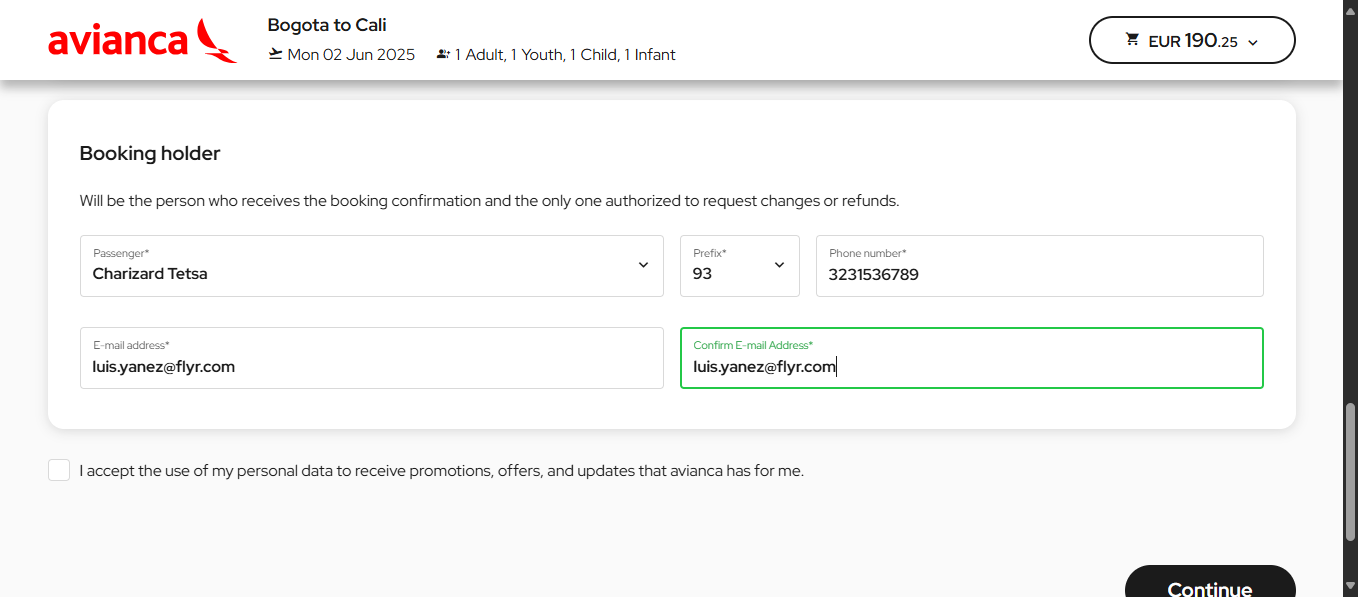 avianca
Bogota to Cali
Mon 02 Jun 2025 1 Adult, 1 Youth, 1 Child, 1 Infant
EUR 190.25
Booking holder
Will be the person who receives the booking confirmation and the only one authorized to request changes or refunds.
Passenger* Prefix* Phone number*
Charizard Tetsa 93 3231536789
E-mail address* Confirm E-mail Address*
luis.yanez@flyr.com luis.yanez@flyr.com
I accept the use of my personal data to receive promotions, offers, and updates that avianca has for me.
Continue